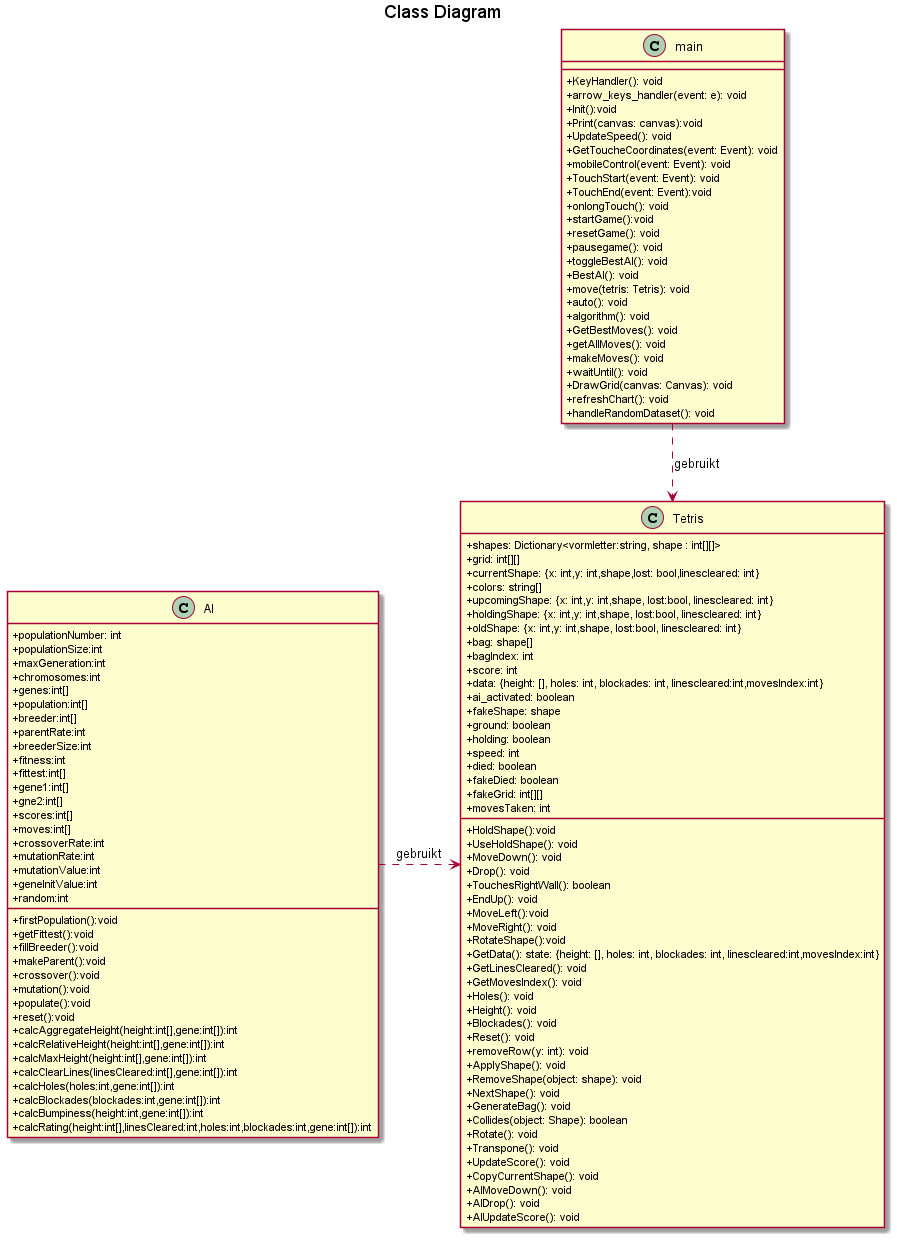 Class Diagram
C main
+KeyHandler(): void
+arrow_keys_handler(event: e): void
+Init():void
+Print(canvas: canvas):void
+UpdateSpeed(): void
+GetToucheCoordinates(event: Event): void
+mobileControl(event: Event): void
+TouchStart(event: Event): void
+TouchEnd(event: Event):void
+onlongTouch(): void
+startGame():void
+resetGame(): void
+pausegame(): void
+toggleBestAI(): void
+BestAI(): void
+move(tetris: Tetris): void
+auto(): void
+algorithm(): void
+GetBestMoves(): void
+getAllMoves(): void
+makeMoves(): void
+waitUntil(): void
+DrawGrid(canvas: Canvas): void
+refreshChart(): void
+handleRandomDataset(): void
gebruikt
C Tetris
+shapes: Dictionary<vormletter:string, shape : int[][]>
+grid: int[][]
+currentShape: {x: int,y: int,shape,lost: bool,linescleared: int}
+colors: string[]
+upcomingShape: {x: int,y: int,shape, lost:bool, linescleared: int}
+holdingShape: {x: int,y: int,shape, lost:bool, linescleared: int}
+oldShape: {x: int,y: int,shape, lost:bool, linescleared: int}
+bag: shape[]
+bagIndex: int
+score: int
+data: {height: [], holes: int, blockades: int, linescleared:int,movesIndex:int}
+ai_activated: boolean
+fakeShape: shape
+ground: boolean
+holding: boolean
+speed: int
+died: boolean
+fakeDied: boolean
+fakeGrid: int[][]
+movesTaken: int
+HoldShape():void
+UseHoldShape(): void
+MoveDown(): void
+Drop(): void
+TouchesRightWall(): boolean
+EndUp(): void
+MoveLeft():void
+MoveRight(): void
+RotateShape():void
+GetData(): state: {height: [], holes: int, blockades: int, linescleared:int,movesIndex:int}
+GetLinesCleared(): void
+GetMovesIndex(): void
+Holes(): void
+Height(): void
+Blockades(): void
+Reset(): void
+removeRow(y: int): void
+ApplyShape(): void
+RemoveShape(object: shape): void
+NextShape(): void
+GenerateBag(): void
+Collides(object: Shape): boolean
+Rotate(): void
+Transpone(): void
+UpdateScore(): void
+CopyCurrentShape(): void
+AIMoveDown(): void
+AIDrop(): void
+AIUpdateScore(): void
C AI
+populationNumber: int
+populationSize:int
+maxGeneration:int
+chromosomes:int
+genes:int[]
+population:int[]
+breeder:int[]
+parentRate:int
+breederSize:int
+fitness:int
+fittest:int[]
+gene1:int[]
+gne2:int[]
+scores:int[]
+moves:int[]
+crossoverRate:int
+mutationRate:int
+mutationValue:int
+geneInitValue:int
+random:int
+firstPopulation():void
+getFittest():void
+fillBreeder():void
+makeParent():void
+crossover():void
+mutation():void
+populate():void
+reset():void
+calcAggregateHeight(height:int[],gene:int[]):int
+calcRelativeHeight(height:int[],gene:int[]):int
+calcMaxHeight(height:int[],gene:int[]):int
+calcClearLines(linesCleared:int[],gene:int[]):int
+calcHoles(holes:int,gene:int[]):int
+calcBlockades(blockades:int,gene:int[]):int
+calcBumpiness(height:int,gene:int[]):int
+calcRating(height:int[],linesCleared:int,holes:int,blockades:int,gene:int[]):int
gebruikt